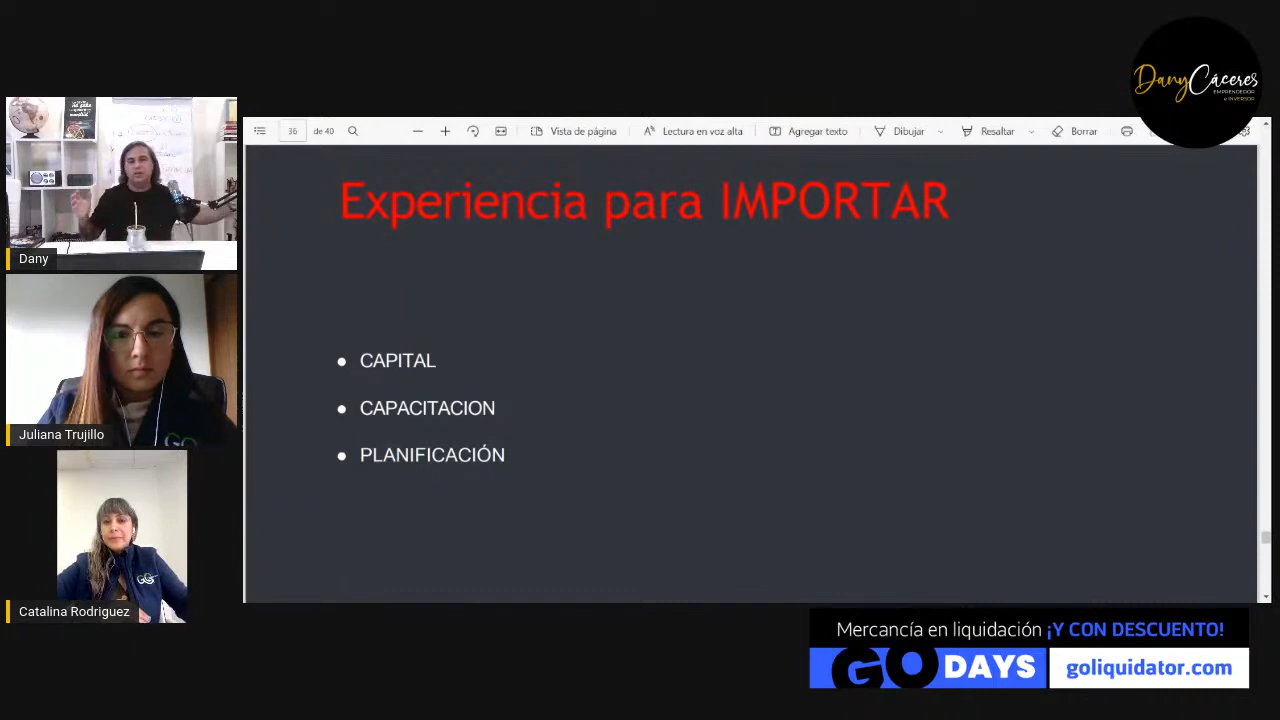 Dany Cáceres
EMPRENDEDOR
e INVERSOR
36 de 40
Vista de página
Lectura en voz alta
Agregar texto
Dibujar
Resaltar
Borrar
Experiencia para IMPORTAR
• CAPITAL
• CAPACITACION
• PLANIFICACIÓN
Dany
Juliana Trujillo
Catalina Rodriguez
Mercancía en liquidación ¡Y CON DESCUENTO!
GO DAYS
goliquidator.com